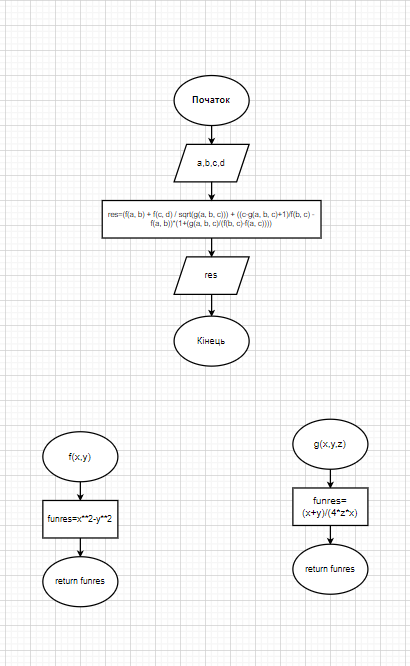 Початок
a,b,c,d
res=(f(a, b) + f(c, d) / sqrt(g(a, b, c))) + ((c-g(a, b, c)+1)/f(b, c) -
f(a, b))*(1+(g(a, b, c)/(f(b, c)-f(a, c))))
res
Кінець
f(x,y)
funres=x**2-y**2
return funres
g(x,y,z)
funres=
(x+y)/(4*z*x)
return funres